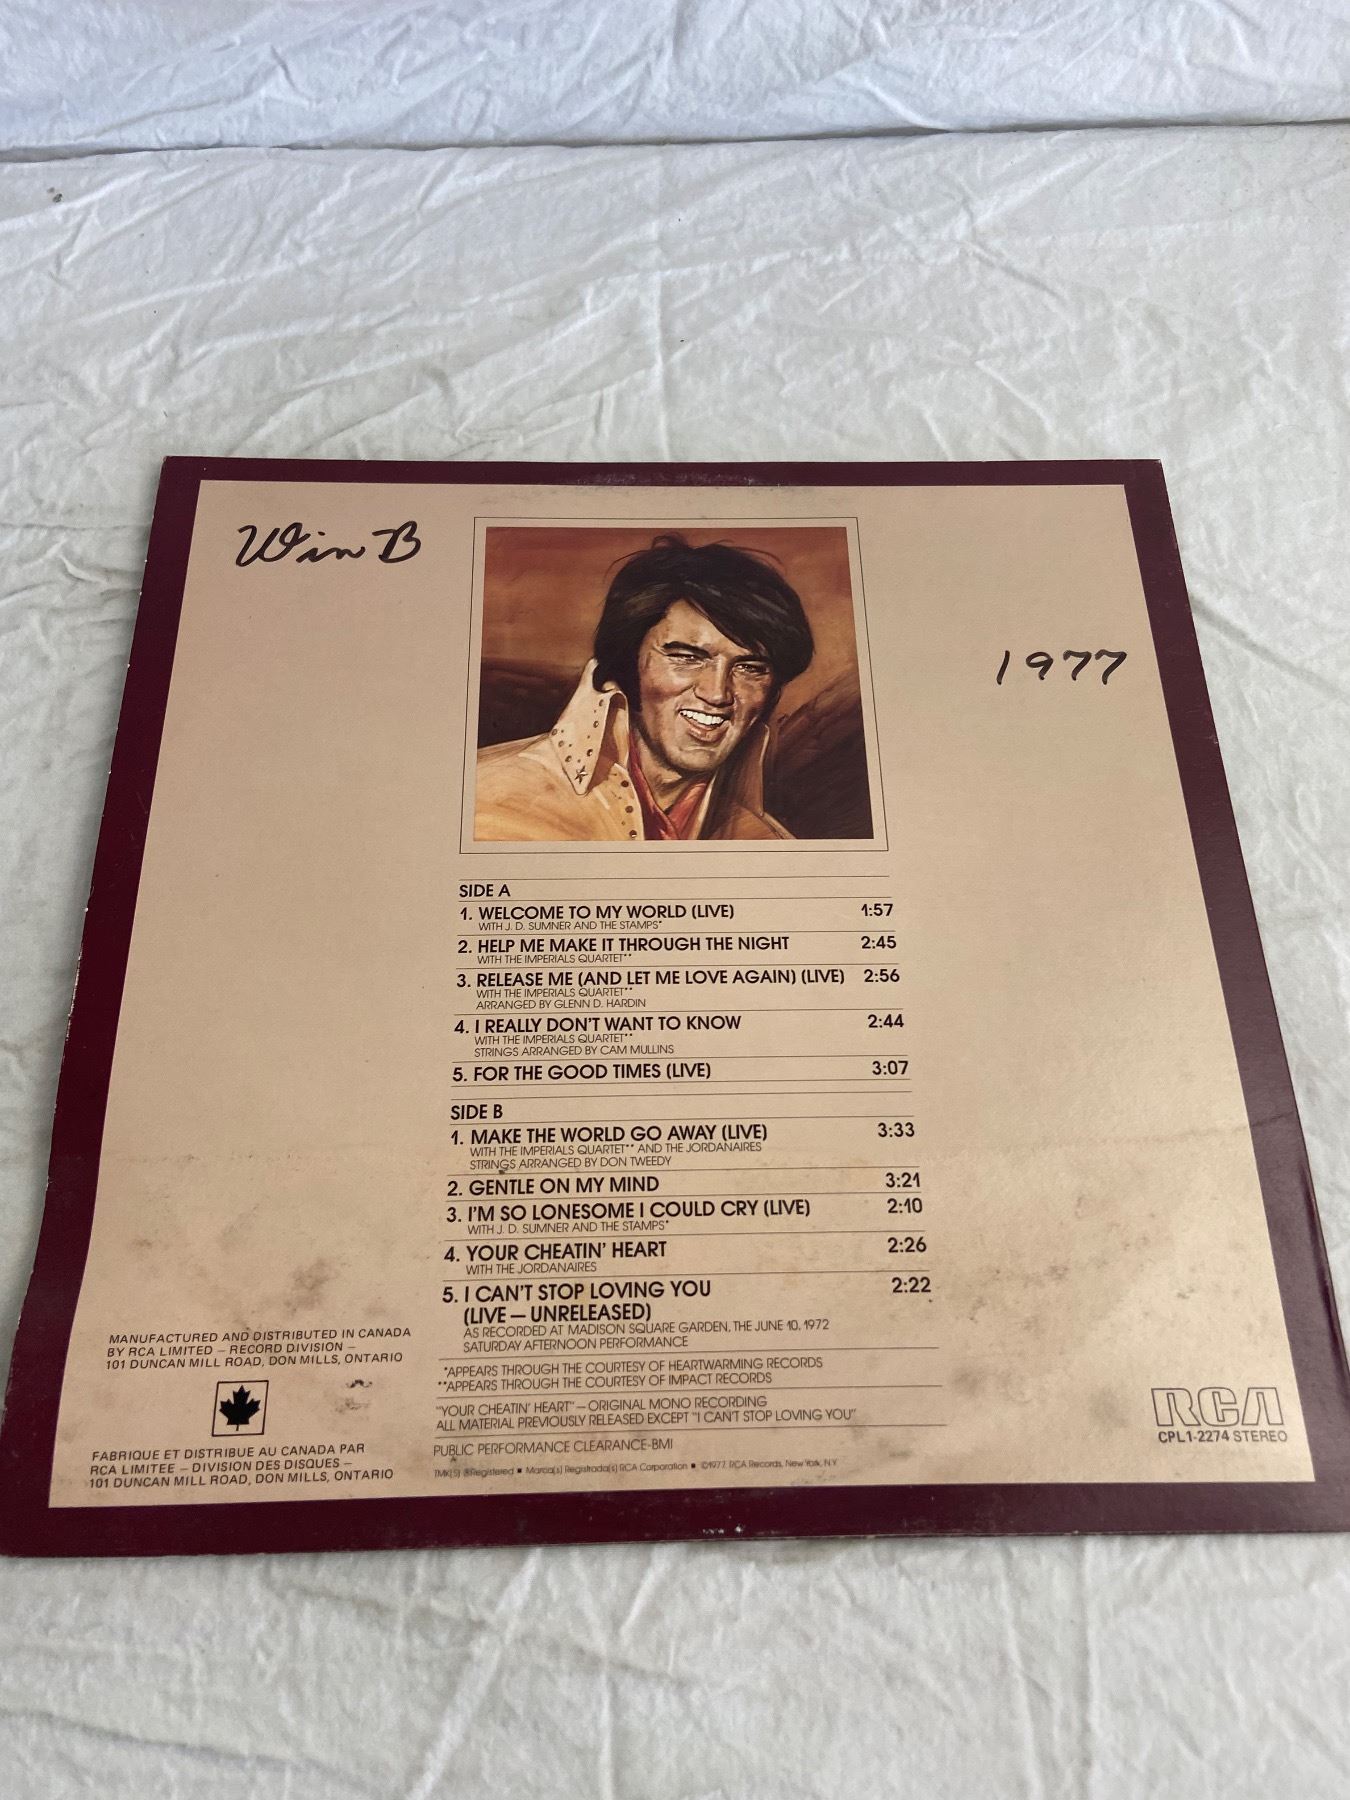 Win B
1977
SIDE A
1. WELCOME TO MY WORLD (LIVE) 1:57
WITH J. D. SUMNER AND THE STAMPS*
2. HELP ME MAKE IT THROUGH THE NIGHT 2:45
WITH THE IMPERIALS QUARTET**
3. RELEASE ME (AND LET ME LOVE AGAIN) (LIVE) 2:56
WITH THE IMPERIALS QUARTET**
ARRANGED BY GLENN D. HARDIN
4. I REALLY DON'T WANT TO KNOW 2:44
WITH THE IMPERIALS QUARTET**
STRINGS ARRANGED BY CAM MULLINS
5. FOR THE GOOD TIMES (LIVE) 3:07
SIDE B
1. MAKE THE WORLD GO AWAY (LIVE) 3:33
WITH THE IMPERIALS QUARTET** AND THE JORDANAIRES
STRINGS ARRANGED BY DON TWEEDY
2. GENTLE ON MY MIND 3:21
3. I'M SO LONESOME I COULD CRY (LIVE) 2:10
WITH J. D. SUMNER AND THE STAMPS*
4. YOUR CHEATIN' HEART 2:26
WITH THE JORDANAIRES
5. I CAN'T STOP LOVING YOU 2:22
(LIVE — UNRELEASED)
AS RECORDED AT MADISON SQUARE GARDEN, THE JUNE 10, 1972
SATURDAY AFTERNOON PERFORMANCE
*APPEARS THROUGH THE COURTESY OF HEARTWARMING RECORDS
**APPEARS THROUGH THE COURTESY OF IMPACT RECORDS
"YOUR CHEATIN' HEART" — ORIGINAL MONO RECORDING
ALL MATERIAL PREVIOUSLY RELEASED EXCEPT "I CAN'T STOP LOVING YOU"
PUBLIC PERFORMANCE CLEARANCE-BMI
TMK(S) ®Registered ■ Marca(s) Registrada(s) RCA Corporation ■ ©1977, RCA Records, New York, N.Y.
MANUFACTURED AND DISTRIBUTED IN CANADA
BY RCA LIMITED — RECORD DIVISION —
101 DUNCAN MILL ROAD, DON MILLS, ONTARIO
FABRIQUE ET DISTRIBUE AU CANADA PAR
RCA LIMITEE — DIVISION DES DISQUES —
101 DUNCAN MILL ROAD, DON MILLS, ONTARIO
RCA
CPL1-2274 STEREO